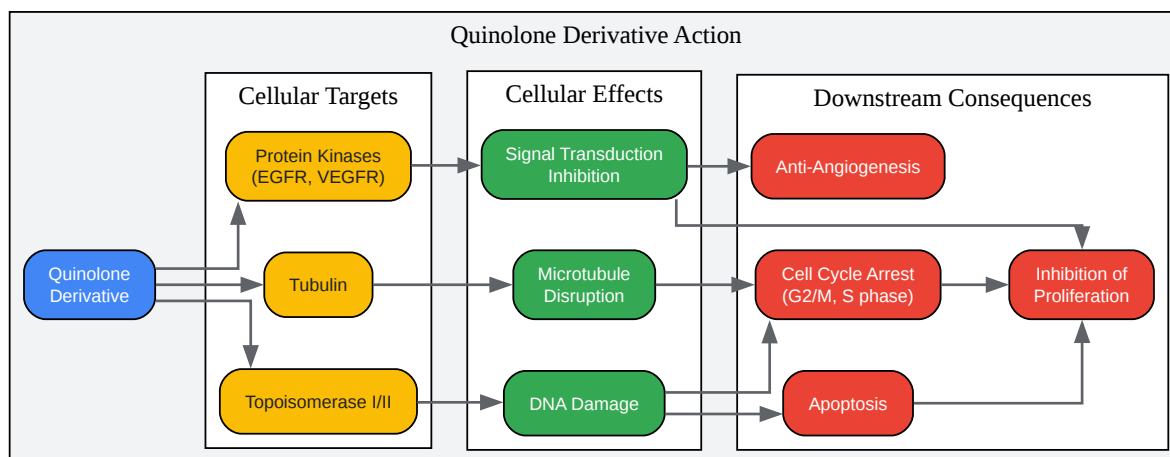 Quinolone Derivative Action
Cellular Targets
Cellular Effects
Downstream Consequences
Protein Kinases
(EGFR, VEGFR)
Signal Transduction
Inhibition
Anti-Angiogenesis
Quinolone
Derivative
Tubulin
Microtubule
Disruption
Cell Cycle Arrest
(G2/M, S phase)
Inhibition of
Proliferation
Topoisomerase I/II
DNA Damage
Apoptosis